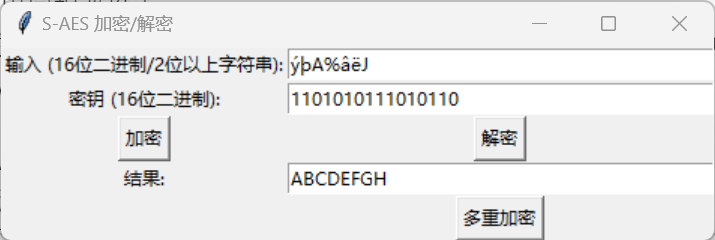 S-AES 加密/解密
输入 (16位二进制/2位以上字符串): ýþA%âëJ
密钥 (16位二进制): 1101010111010110
加密 解密
结果: ABCDEFGH
多重加密